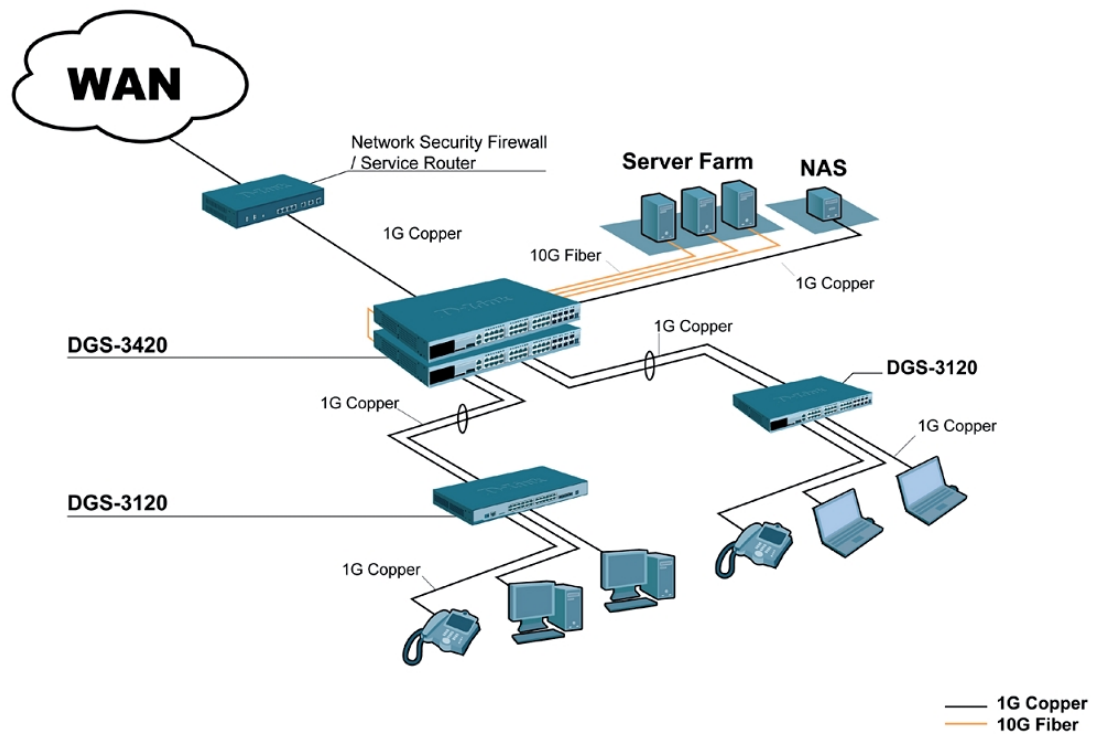 WAN
Network Security Firewall
/ Service Router
Server Farm
NAS
1G Copper
10G Fiber
1G Copper
1G Copper
DGS-3420
DGS-3120
1G Copper
1G Copper
DGS-3120
1G Copper
1G Copper
10G Fiber